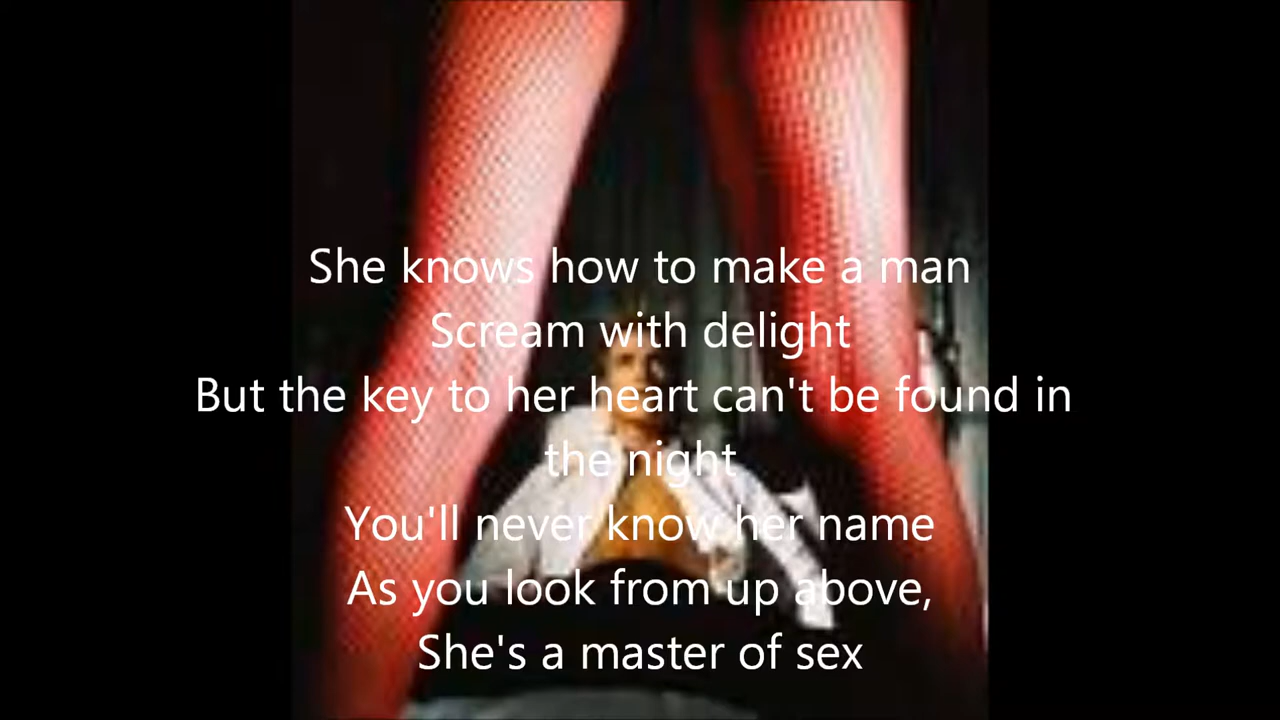 She knows how to make a man
Scream with delight
But the key to her heart can't be found in
the night
You'll never know her name
As you look from up above,
She's a master of sex